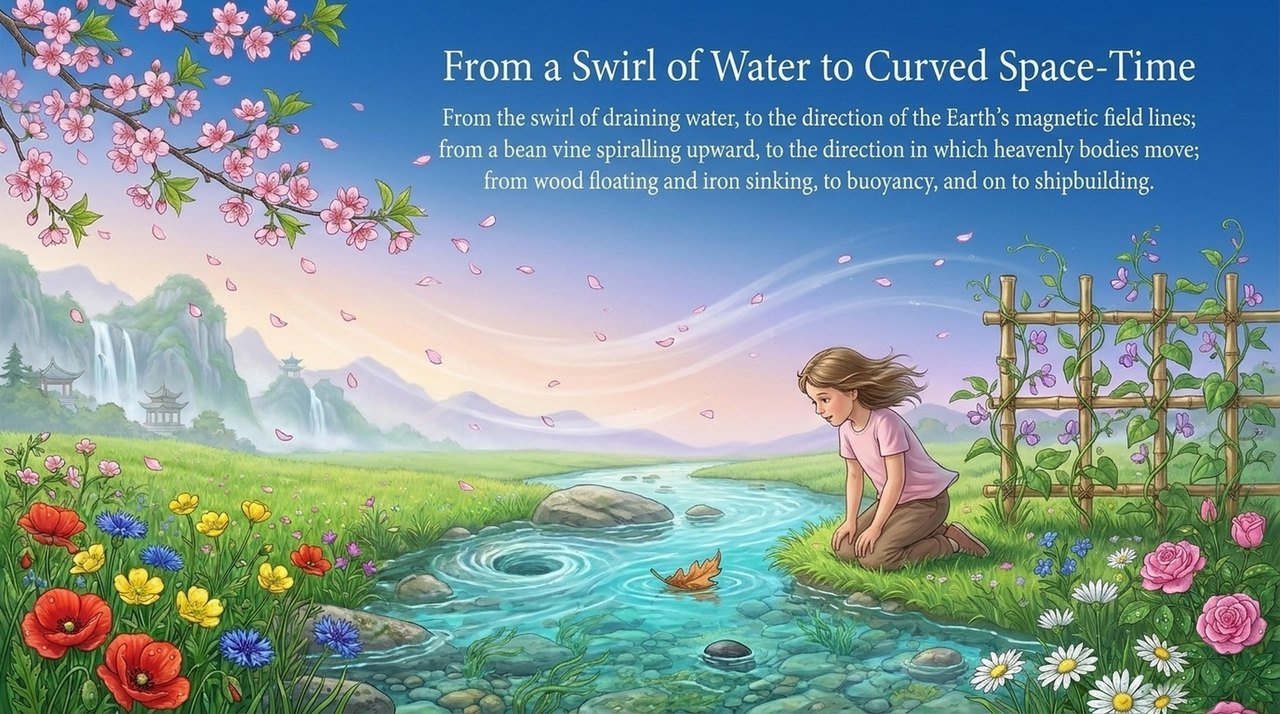 From a Swirl of Water to Curved Space-Time
From the swirl of draining water, to the direction of the Earth’s magnetic field lines;
from a bean vine spiralling upward, to the direction in which heavenly bodies move;
from wood floating and iron sinking, to buoyancy, and on to shipbuilding.